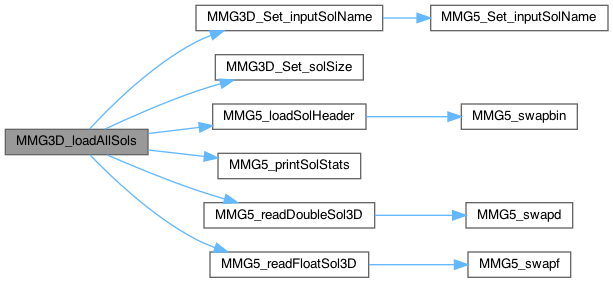 MMG3D_Set_inputSolName
MMG5_Set_inputSolName
MMG3D_Set_solSize
MMG5_loadSolHeader
MMG5_swapbin
MMG3D_loadAllSols
MMG5_printSolStats
MMG5_readDoubleSol3D
MMG5_swapd
MMG5_readFloatSol3D
MMG5_swapf